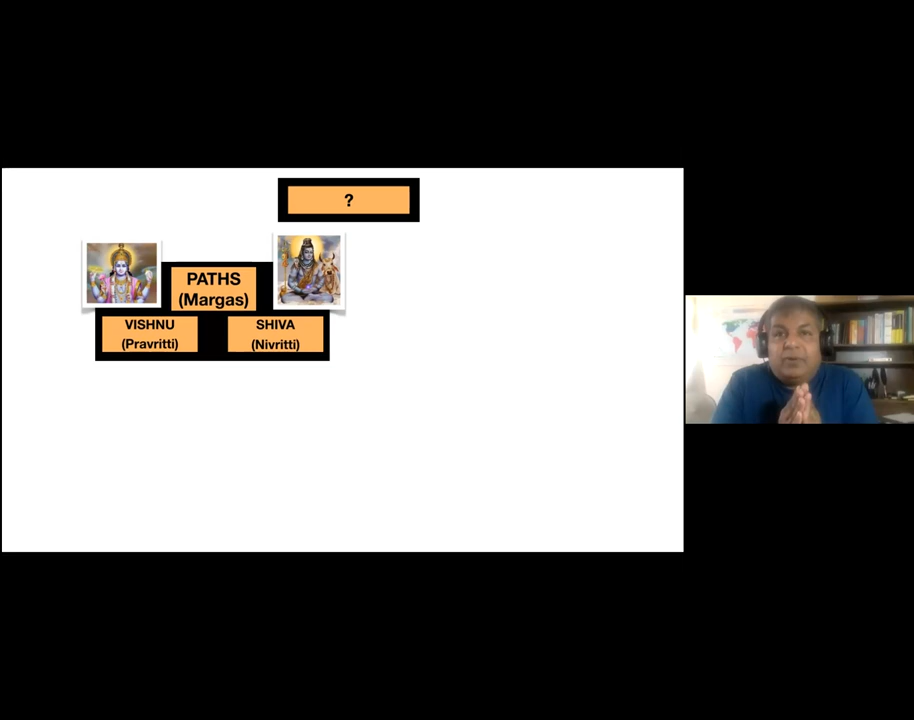 ?
PATHS
(Margas)
VISHNU
(Pravritti)
SHIVA
(Nivritti)